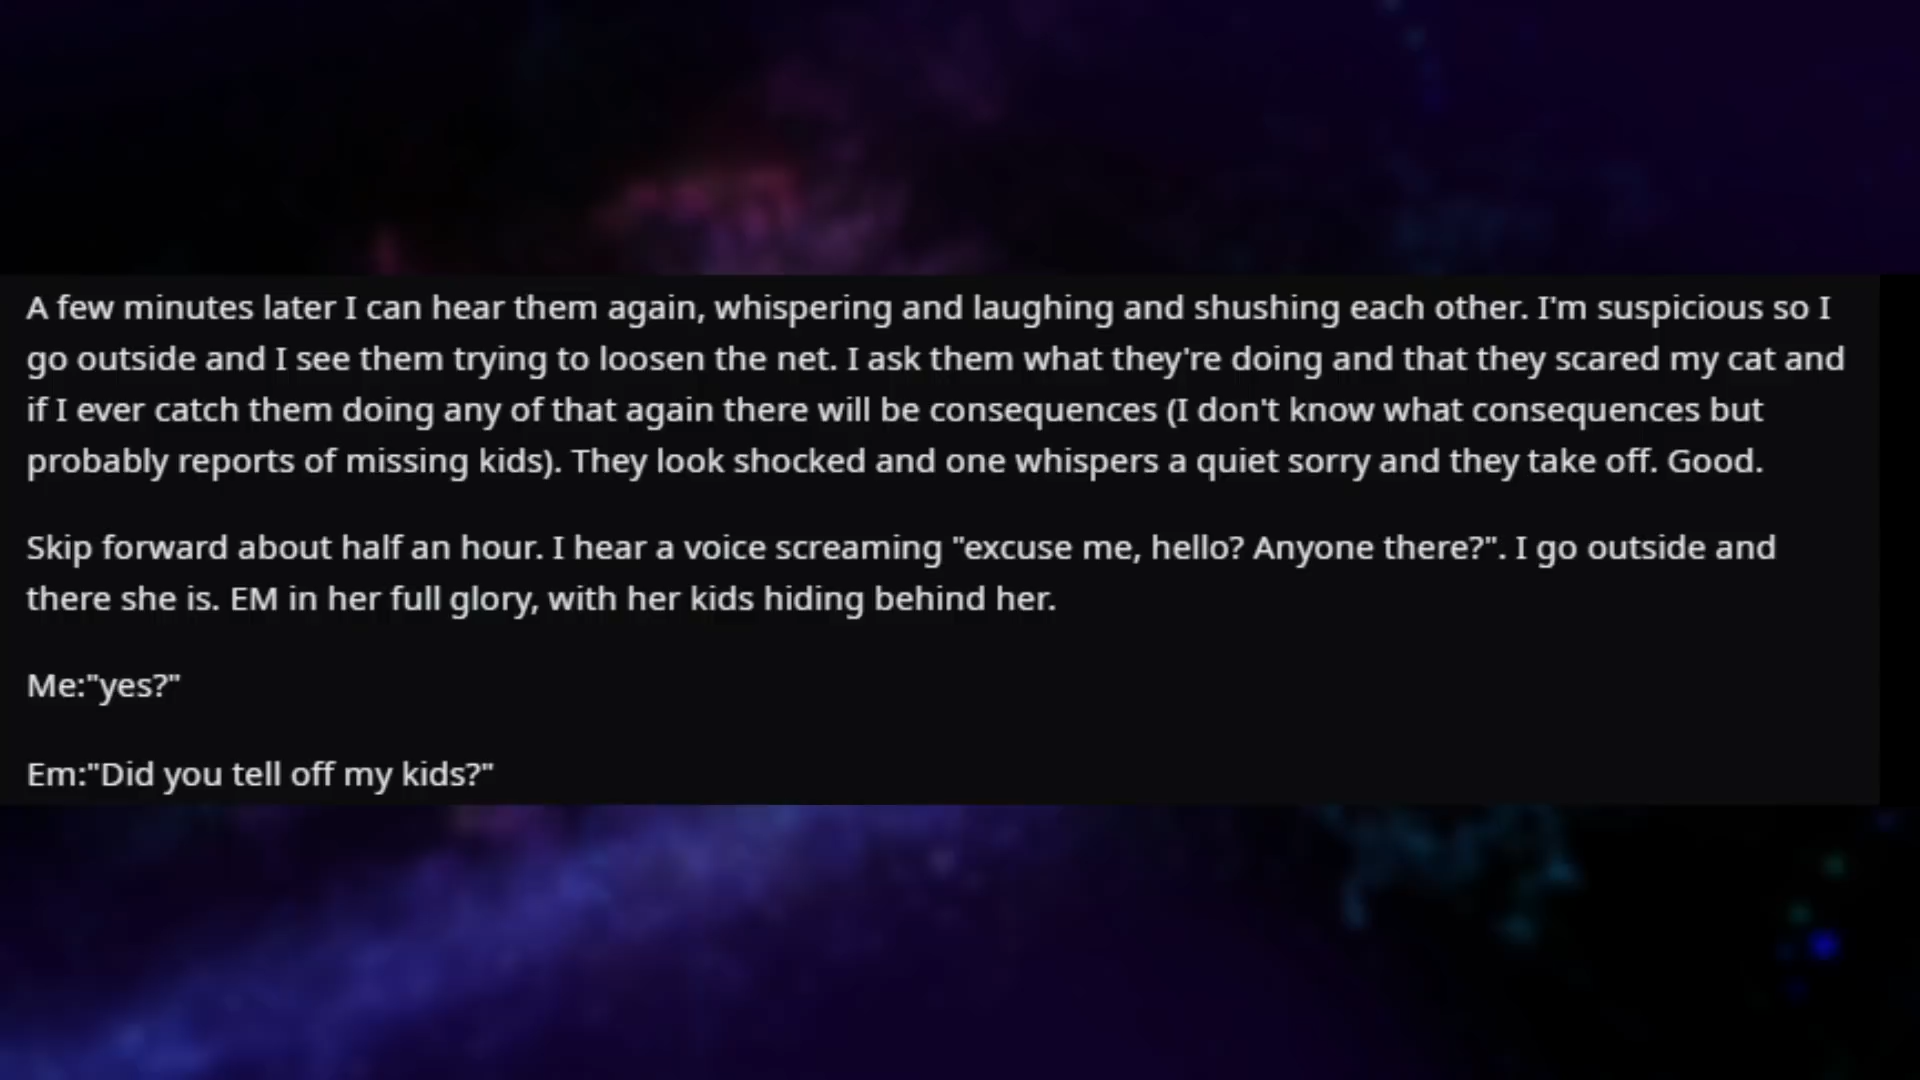 A few minutes later I can hear them again, whispering and laughing and shushing each other. I'm suspicious so I
go outside and I see them trying to loosen the net. I ask them what they're doing and that they scared my cat and
if I ever catch them doing any of that again there will be consequences (I don't know what consequences but
probably reports of missing kids). They look shocked and one whispers a quiet sorry and they take off. Good.
Skip forward about half an hour. I hear a voice screaming "excuse me, hello? Anyone there?". I go outside and
there she is. EM in her full glory, with her kids hiding behind her.
Me:"yes?"
Em:"Did you tell off my kids?"